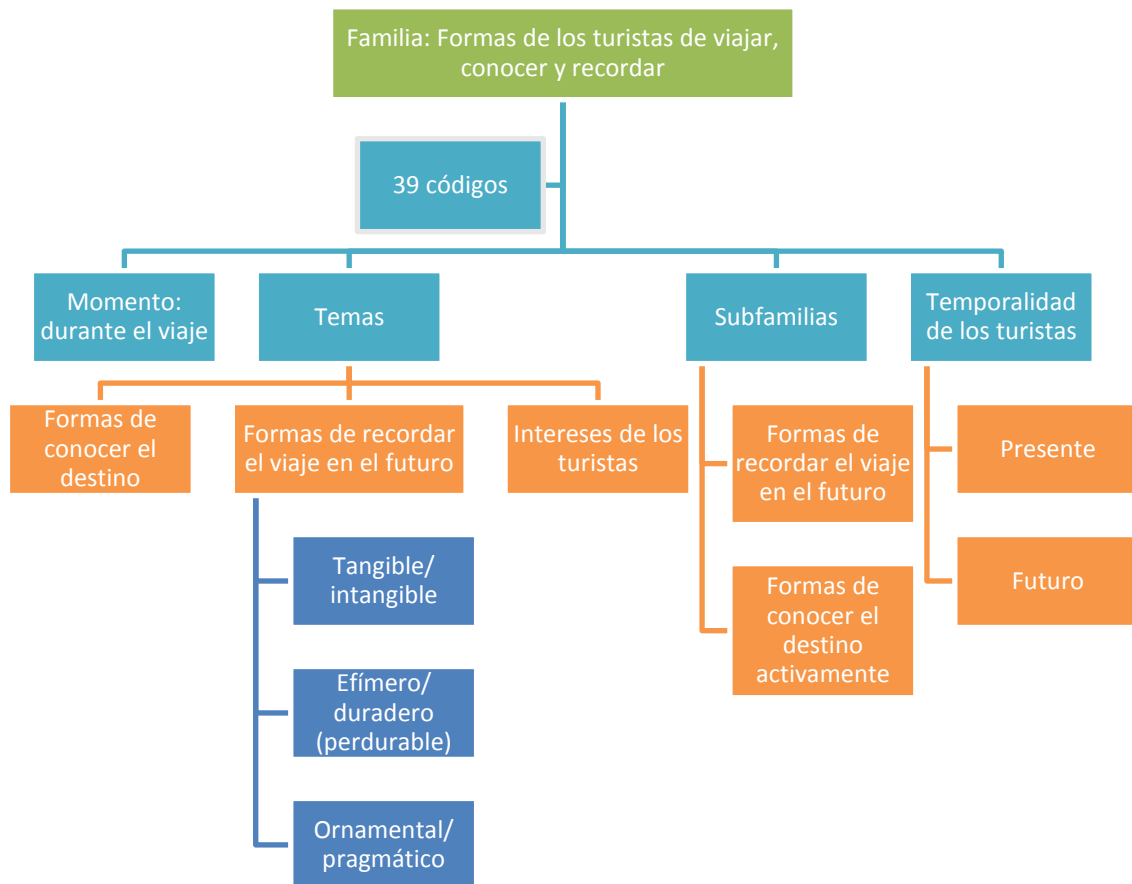 Familia: Formas de los turistas de viajar,
conocer y recordar
39 códigos
Momento:
durante el viaje
Temas
Subfamilias
Temporalidad
de los turistas
Formas de
conocer el
destino
Formas de recordar
el viaje en el futuro
Intereses de los
turistas
Formas de
recordar el viaje
en el futuro
Presente
Tangible/
intangible
Formas de
conocer el
destino
activamente
Futuro
Efímero/
duradero
(perdurable)
Ornamental/
pragmático